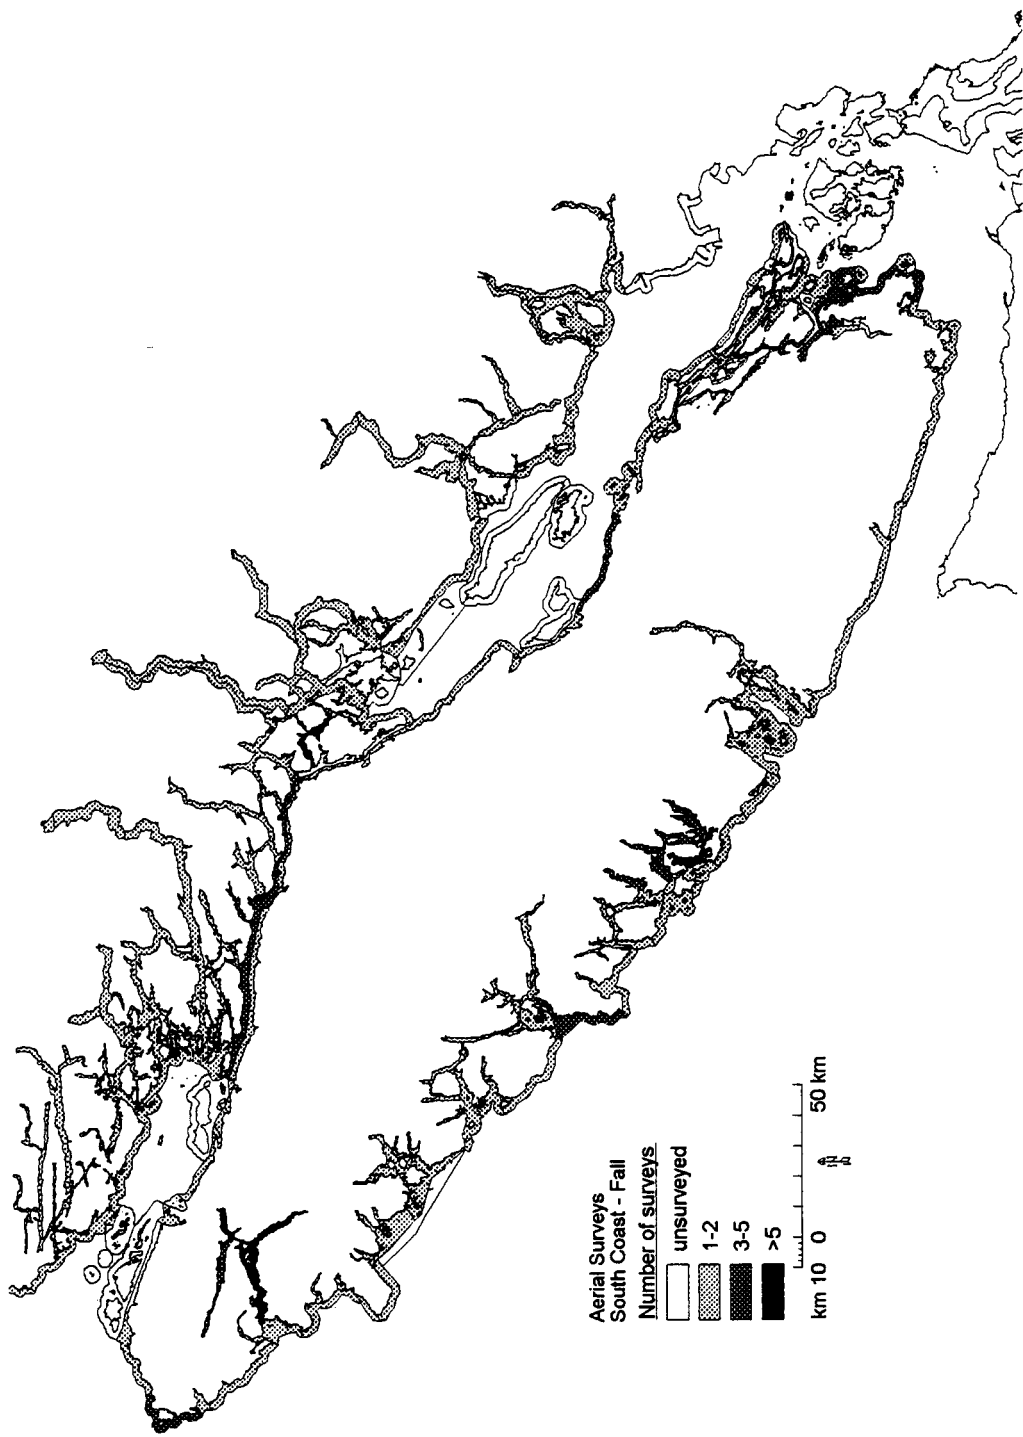 Aerial Surveys
South Coast - Fall
Number of surveys
unsurveyed
1-2
3-5
>5
km 10 0 50 km